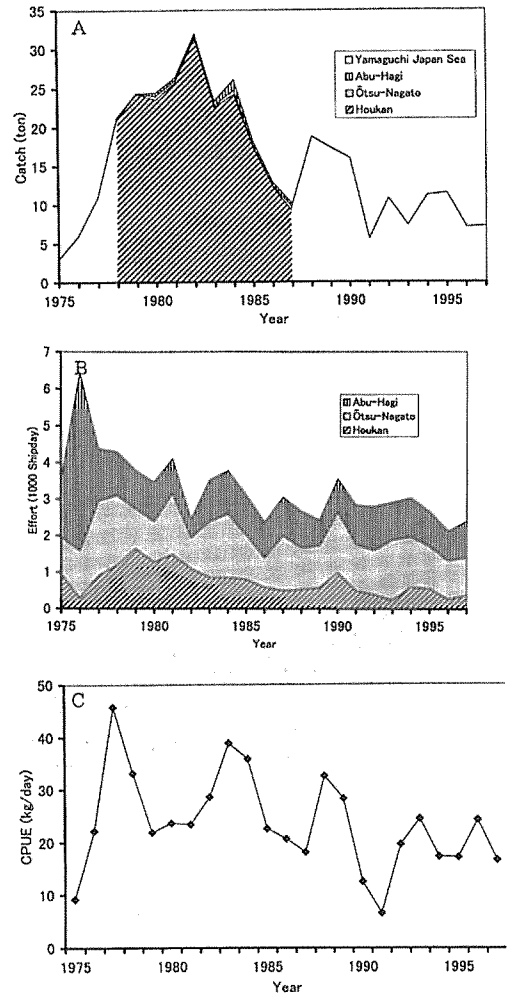 A
35
30
25
20
15
10
5
0
Catch (ton)
Yamaguchi Japan Sea
Abu-Hagi
Ōtsu-Nagato
Houkan
1975 1980 1985 1990 1995
Year
B
7
6
5
4
3
2
1
0
Effort (1000 Shipday)
Abu-Hagi
Ōtsu-Nagato
Houkan
1975 1980 1985 1990 1995
Year
C
50
40
30
20
10
0
CPUE (kg/day)
1975 1980 1985 1990 1995
Year